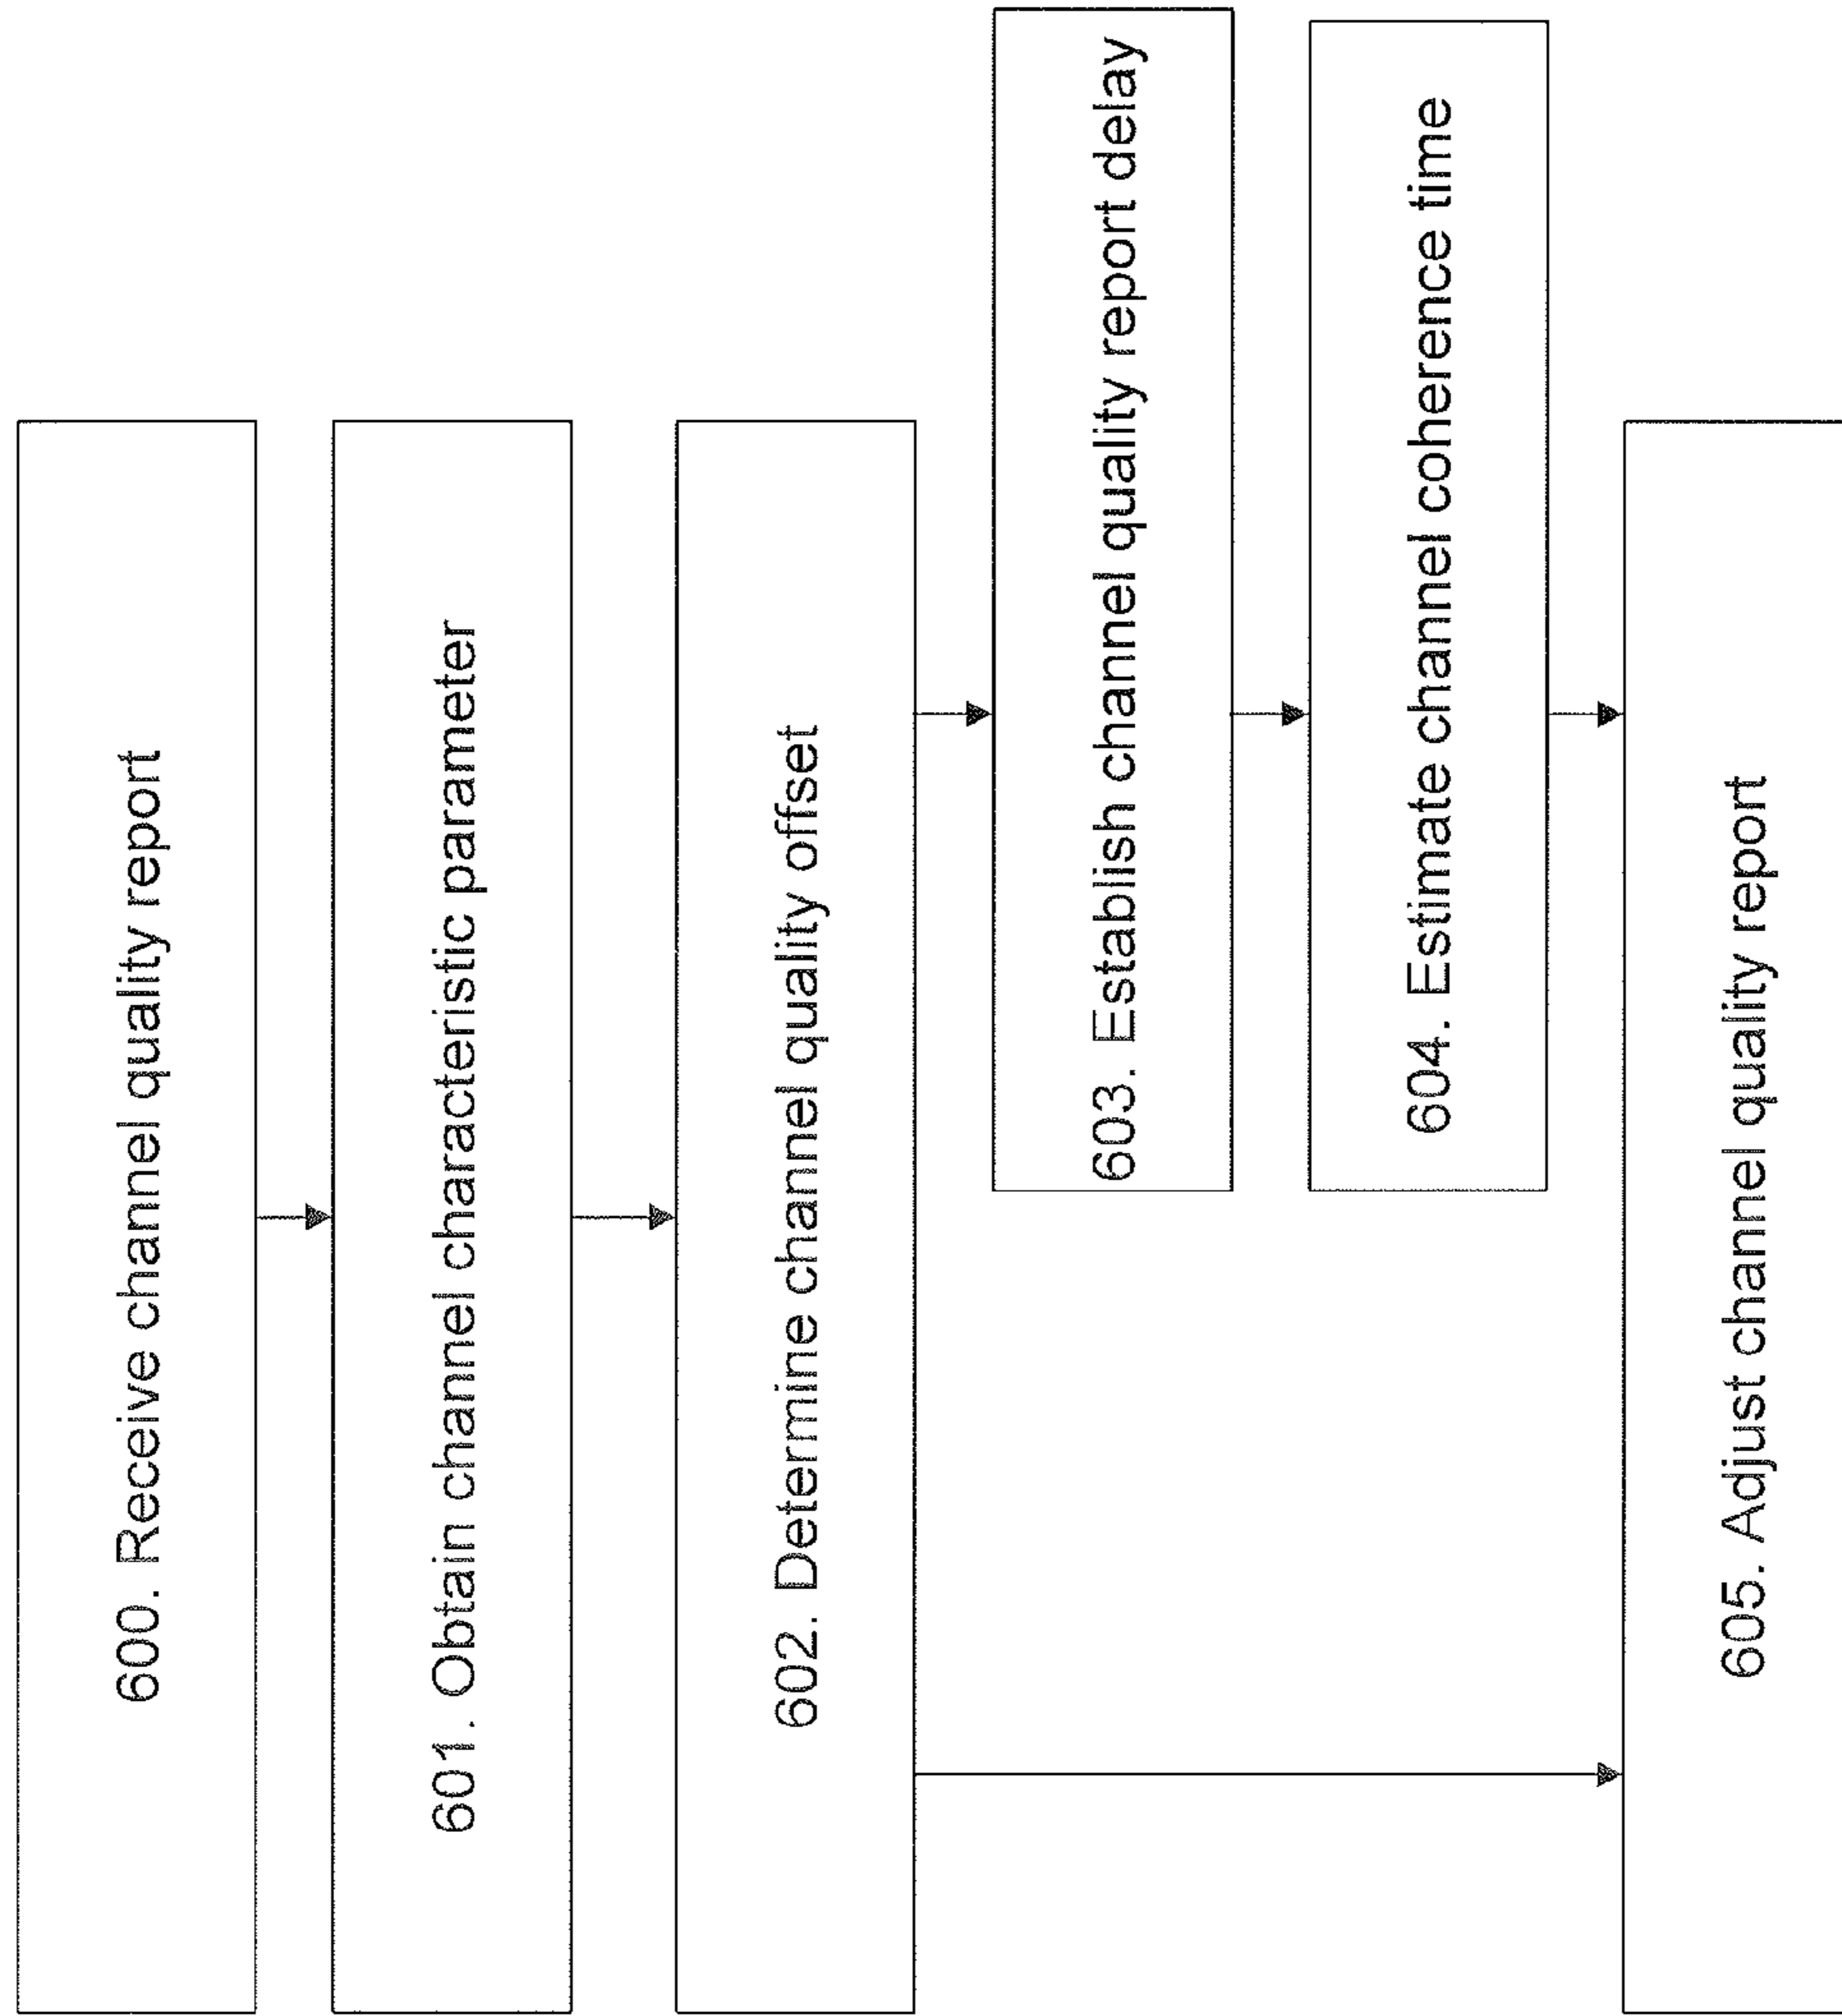 600. Receive channel quality report
601. Obtain channel characteristic parameter
602. Determine channel quality offset
603. Establish channel quality report delay
604. Estimate channel coherence time
605. Adjust channel quality report